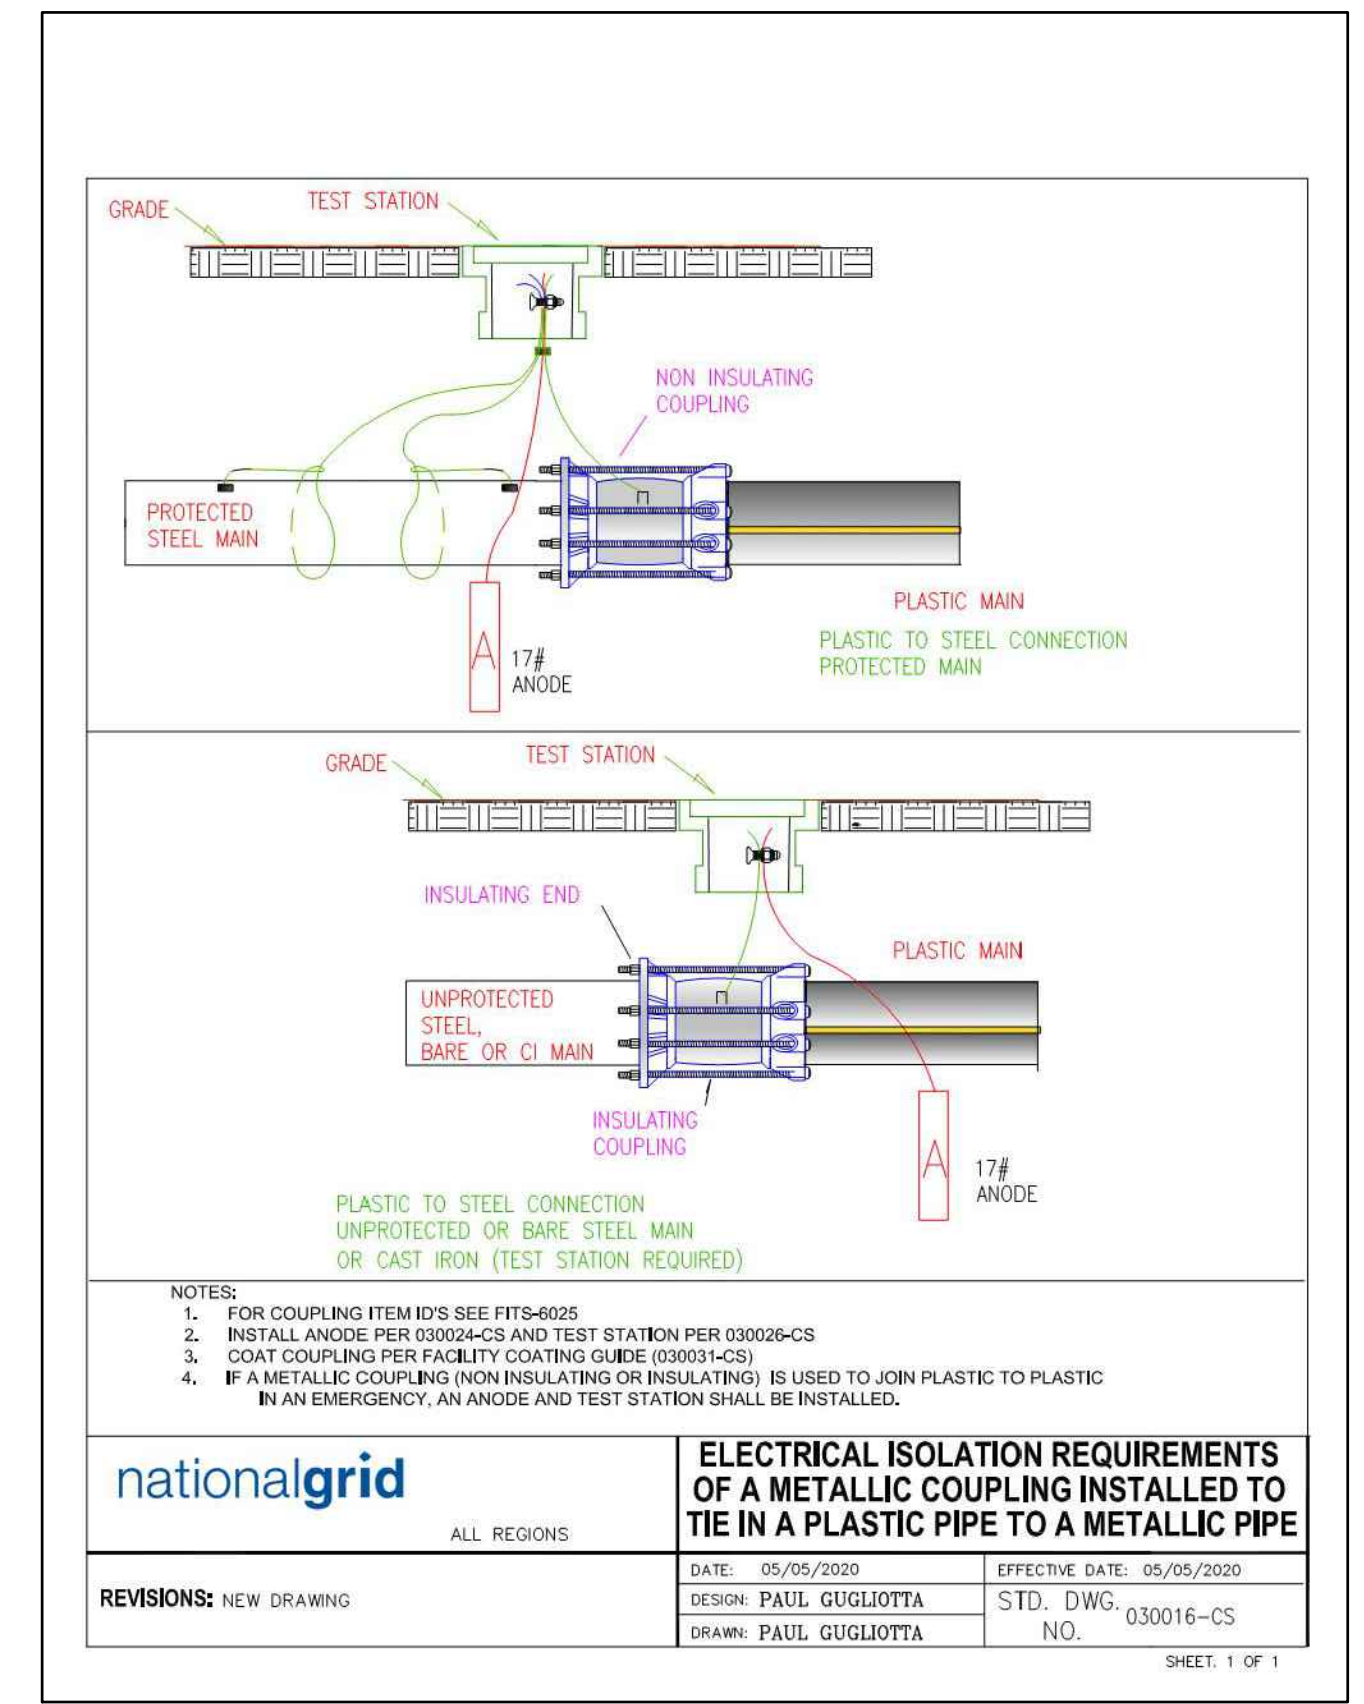 GRADE
TEST STATION
NON INSULATING
COUPLING
PROTECTED
STEEL MAIN
PLASTIC MAIN
PLASTIC TO STEEL CONNECTION
PROTECTED MAIN
A
17#
ANODE
GRADE
TEST STATION
INSULATING END
PLASTIC MAIN
UNPROTECTED
STEEL,
BARE OR CI MAIN
INSULATING
COUPLING
A
17#
ANODE
PLASTIC TO STEEL CONNECTION
UNPROTECTED OR BARE STEEL MAIN
OR CAST IRON (TEST STATION REQUIRED)
NOTES:
1. FOR COUPLING ITEM ID'S SEE FITS-6025
2. INSTALL ANODE PER 030024-CS AND TEST STATION PER 030026-CS
3. COAT COUPLING PER FACILITY COATING GUIDE (030031-CS)
4. IF A METALLIC COUPLING (NON INSULATING OR INSULATING) IS USED TO JOIN PLASTIC TO PLASTIC
IN AN EMERGENCY, AN ANODE AND TEST STATION SHALL BE INSTALLED.
nationalgrid
ALL REGIONS
ELECTRICAL ISOLATION REQUIREMENTS
OF A METALLIC COUPLING INSTALLED TO
TIE IN A PLASTIC PIPE TO A METALLIC PIPE
REVISIONS: NEW DRAWING
DATE: 05/05/2020
EFFECTIVE DATE: 05/05/2020
DESIGN: PAUL GUGLIOTTA
DRAWN: PAUL GUGLIOTTA
STD. DWG.
NO. 030016-CS
SHEET. 1 OF 1